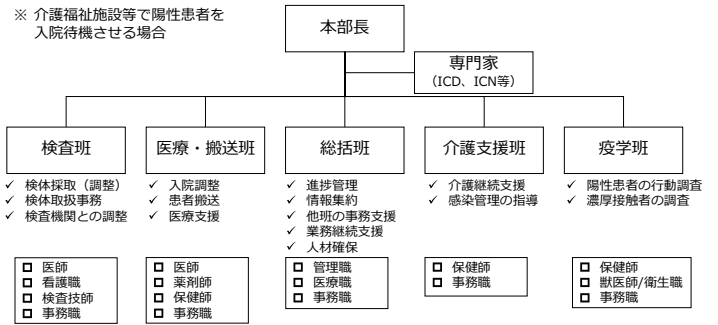 ※ 介護福祉施設等で陽性患者を
入院待機させる場合
本部長
専門家
（ICD、ICN等）
検査班
✓ 検体採取（調整）
✓ 検体取扱事務
✓ 検査機関との調整
□ 医師
□ 看護職
□ 検査技師
□ 事務職
医療・搬送班
✓ 入院調整
✓ 患者搬送
✓ 医療支援
□ 医師
□ 薬剤師
□ 保健師
□ 事務職
総括班
✓ 進捗管理
✓ 情報集約
✓ 他班の事務支援
✓ 業務継続支援
✓ 人材確保
□ 管理職
□ 医療職
□ 事務職
介護支援班
✓ 介護継続支援
✓ 感染管理の指導
□ 保健師
□ 事務職
疫学班
✓ 陽性患者の行動調査
✓ 濃厚接触者の調査
□ 保健師
□ 獣医師/衛生職
□ 事務職